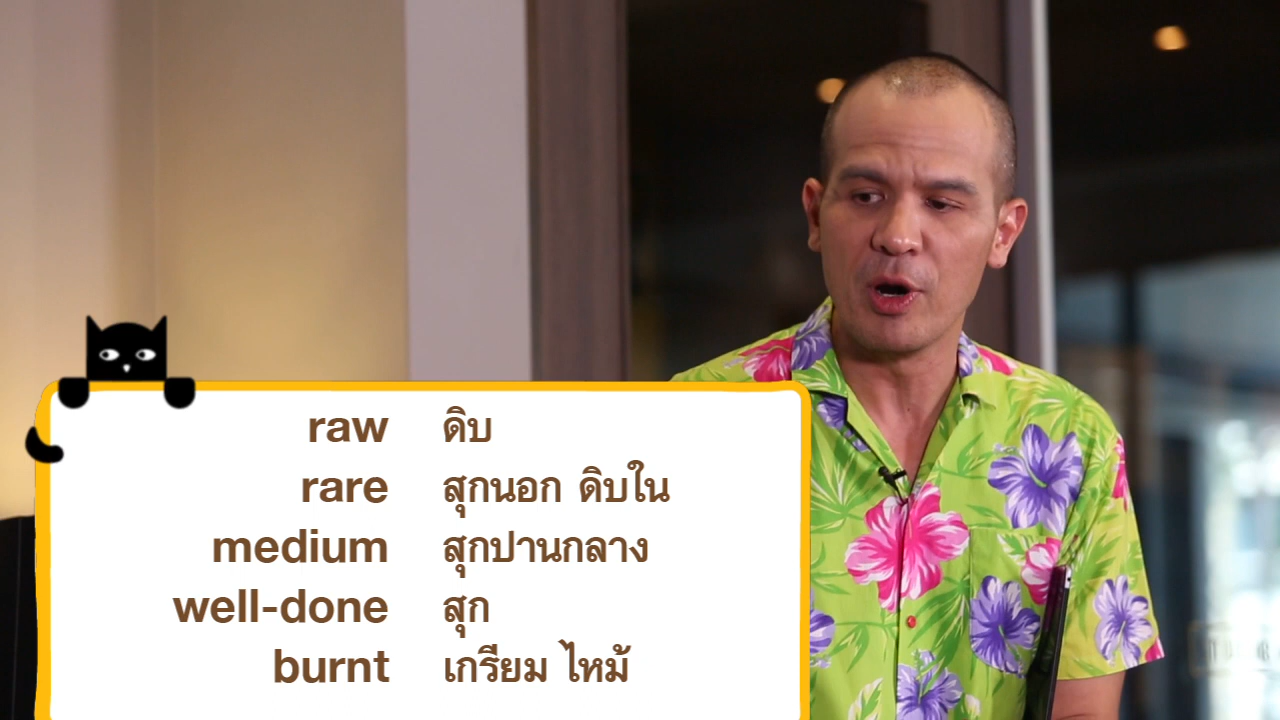 raw ดิบ
rare สุกนอก ดิบใน
medium สุกปานกลาง
well-done สุก
burnt เกรียม ไหม้